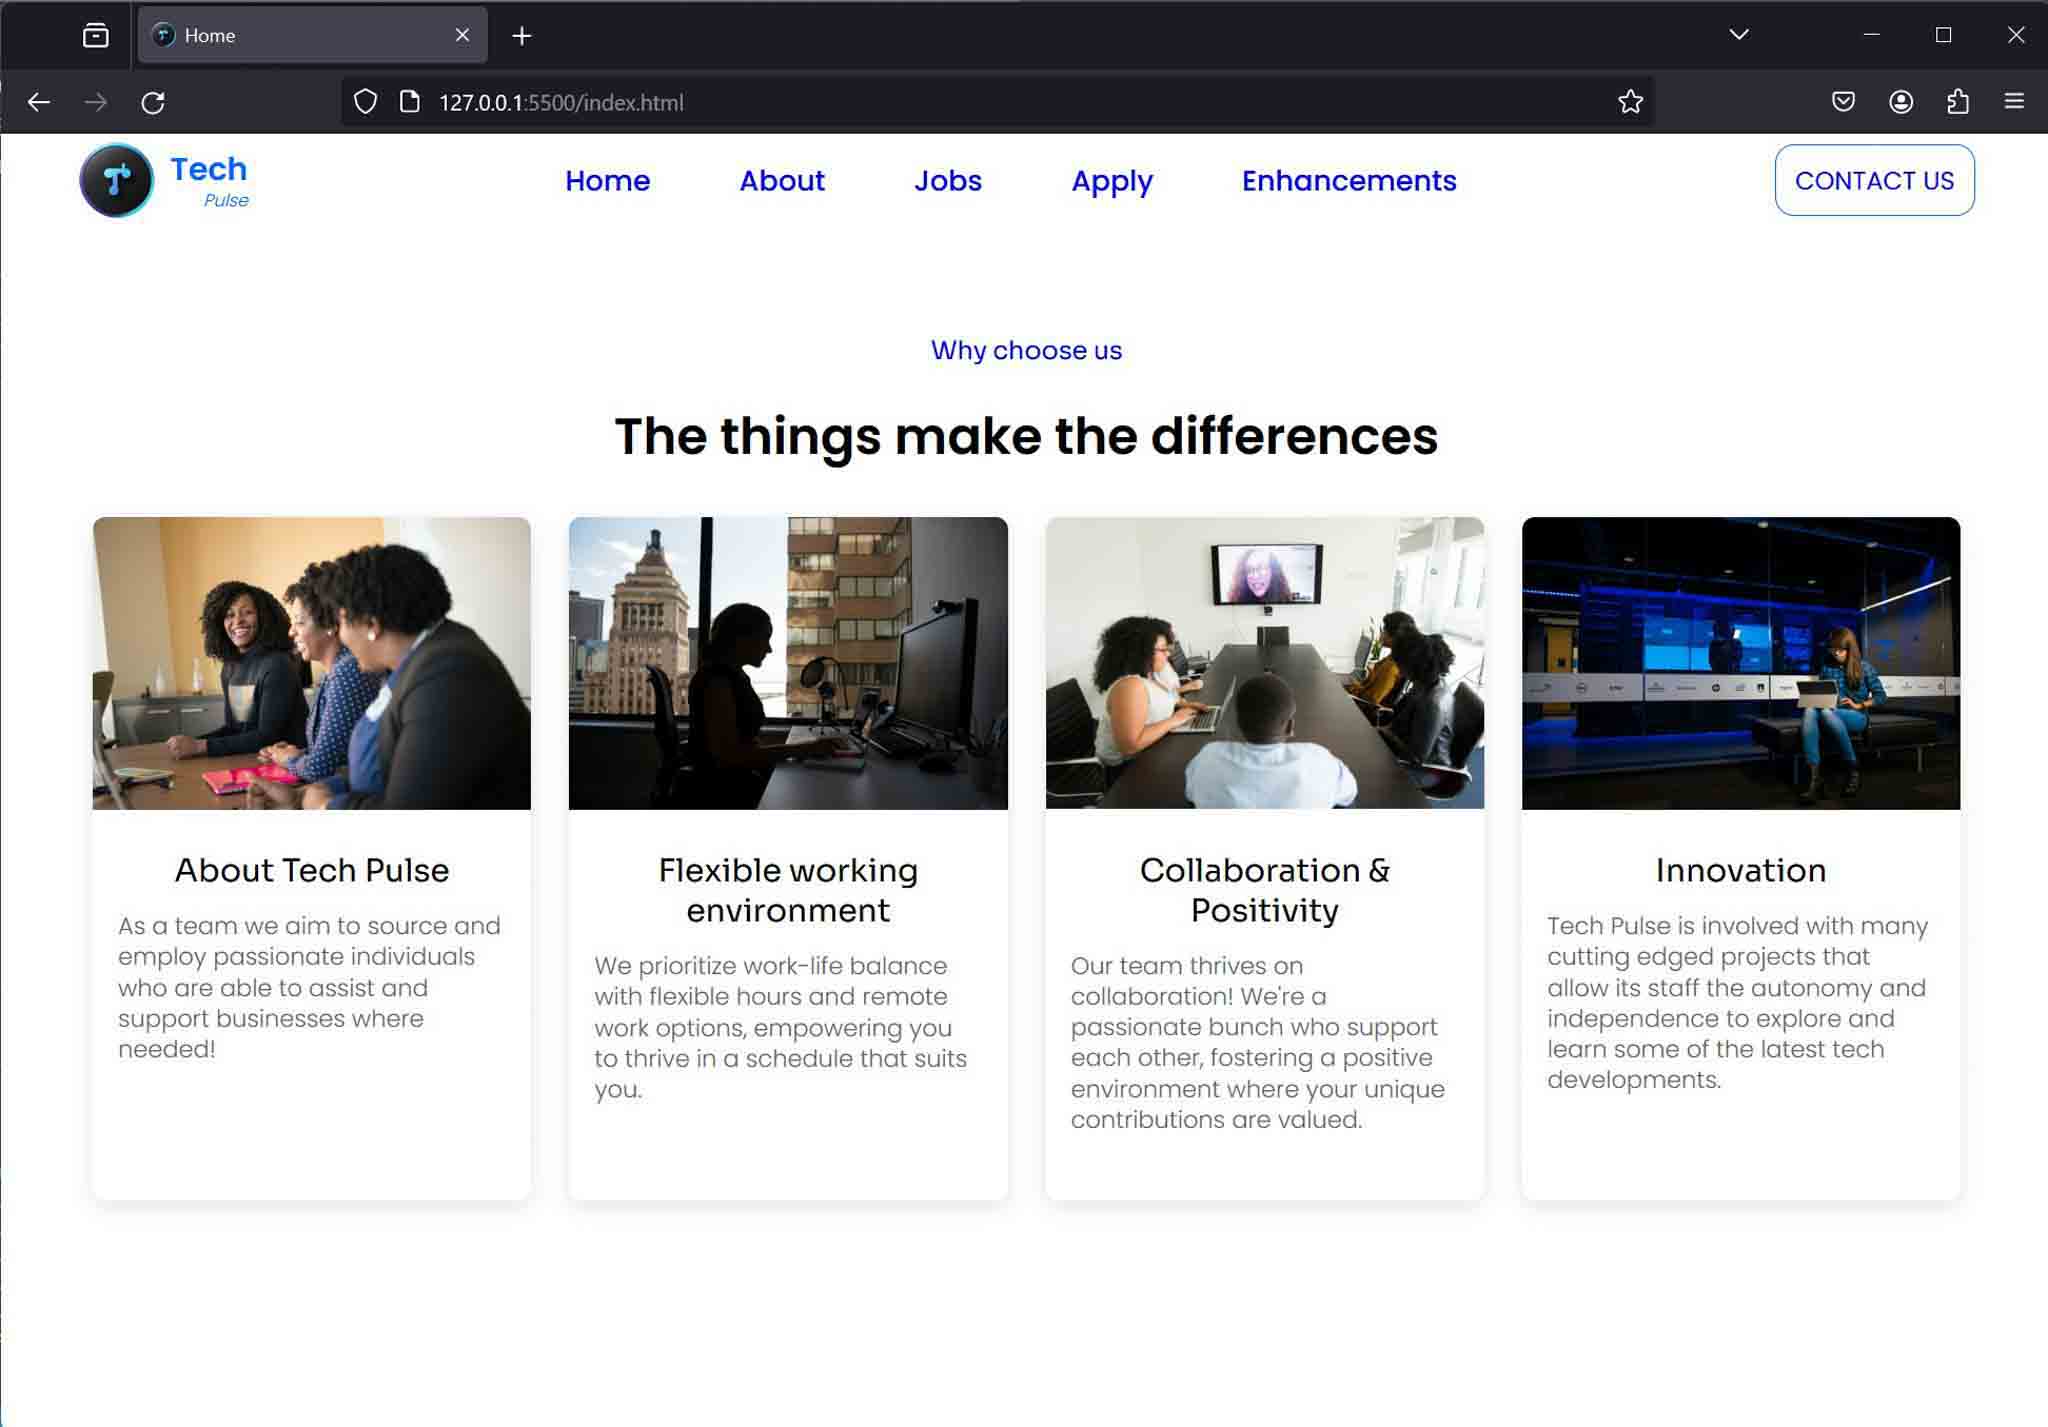 Home
127.0.0.1:5500/index.html
Tech
Pulse
Home About Jobs Apply Enhancements
CONTACT US
Why choose us
The things make the differences
About Tech Pulse
As a team we aim to source and
employ passionate individuals
who are able to assist and
support businesses where
needed!
Flexible working
environment
We prioritize work-life balance
with flexible hours and remote
work options, empowering you
to thrive in a schedule that suits
you.
Collaboration &
Positivity
Our team thrives on
collaboration! We're a
passionate bunch who support
each other, fostering a positive
environment where your unique
contributions are valued.
Innovation
Tech Pulse is involved with many
cutting edged projects that
allow its staff the autonomy and
independence to explore and
learn some of the latest tech
developments.